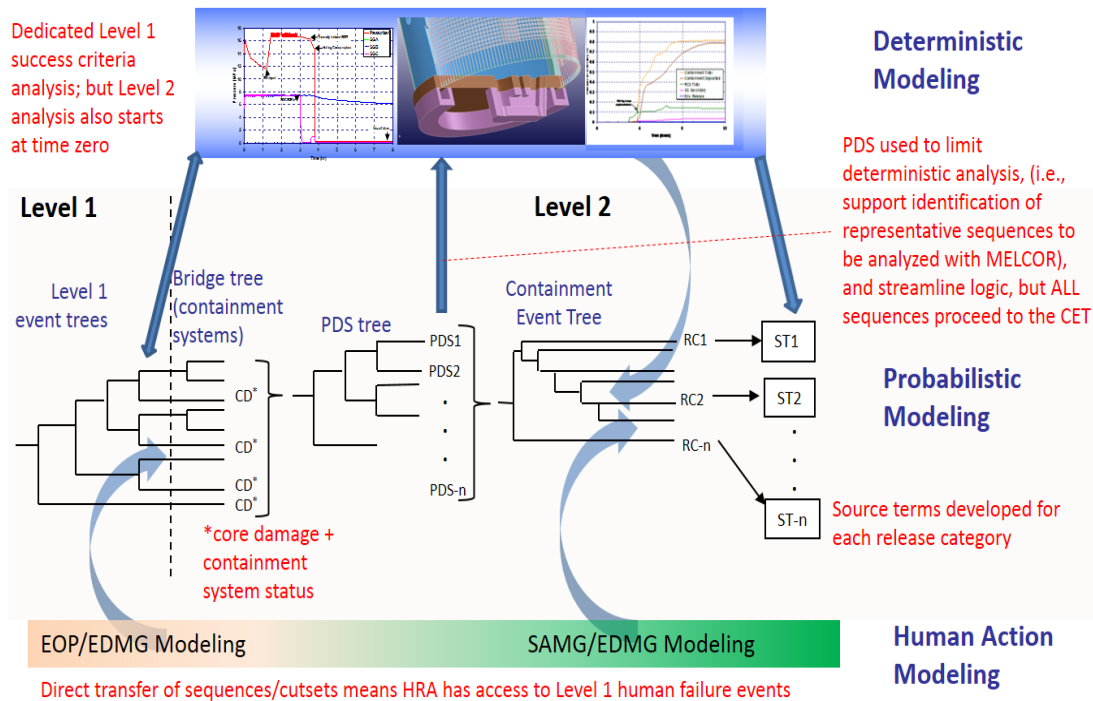 Dedicated Level 1
success criteria
analysis; but Level 2
analysis also starts
at time zero
Deterministic
Modeling
PDS used to limit
deterministic analysis, (i.e.,
support identification of
representative sequences to
be analyzed with MELCOR),
and streamline logic, but ALL
sequences proceed to the CET
Level 1
Level 2
Level 1
event trees
Bridge tree
(containment
systems)
PDS tree
Containment
Event Tree
PDS1
PDS2
.
.
.
PDS-n
CD*
CD*
CD*
CD*
*core damage +
containment
system status
RC1
RC2
RC-n
ST1
ST2
.
.
.
ST-n
Probabilistic
Modeling
Source terms developed for
each release category
EOP/EDMG Modeling
SAMG/EDMG Modeling
Human Action
Modeling
Direct transfer of sequences/cutsets means HRA has access to Level 1 human failure events